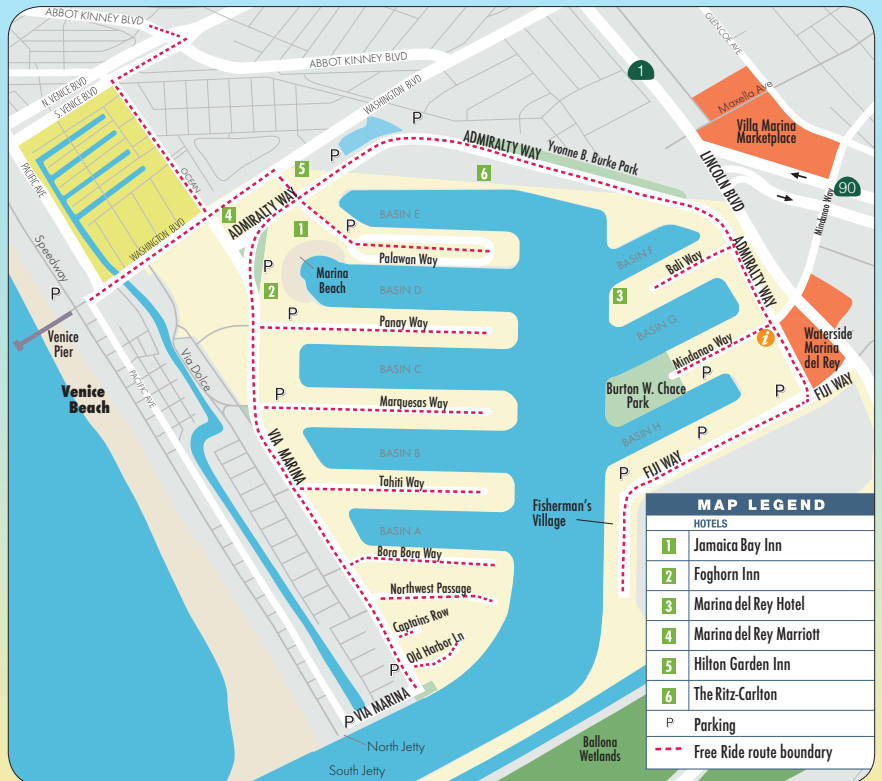 ABBOT KINNEY BLVD
GLENCOE AVE
ABBOT KINNEY BLVD
1
N. VENICE BLVD
S. VENICE BLVD
WASHINGTON BLVD
Maxella Ave
P
Villa Marina
Marketplace
ADMIRALTY WAY
Yvonne B. Burke Park
P
LINCOLN BLVD
5
6
PACIFIC AVE
OCEAN
90
Mindanao Way
4
ADMIRALTY WAY
BASIN E
1
P
WASHINGTON BLVD
Speedway
Palawan Way
BASIN F
Bali Way
ADMIRALTY WAY
P
Marina
Beach
BASIN D
2
3
P
P
Panay Way
BASIN G
Venice
Pier
Mindanao Way
i
Waterside
Marina
del Rey
Via Dolce
BASIN C
P
PACIFIC AVE
Venice
Beach
P
Burton W. Chace
Park
P
FIJI WAY
Marquesas Way
BASIN H
P
VIA MARINA
BASIN B
FIJI WAY
P
Tahiti Way
Fisherman's
Village
BASIN A
Bora Bora Way
Northwest Passage
Captains Row
Old Harbor Ln
P
P
VIA MARINA
North Jetty
South Jetty
Ballona
Wetlands
MAP LEGEND
HOTELS
1 Jamaica Bay Inn
2 Foghorn Inn
3 Marina del Rey Hotel
4 Marina del Rey Marriott
5 Hilton Garden Inn
6 The Ritz-Carlton
P Parking
Free Ride route boundary